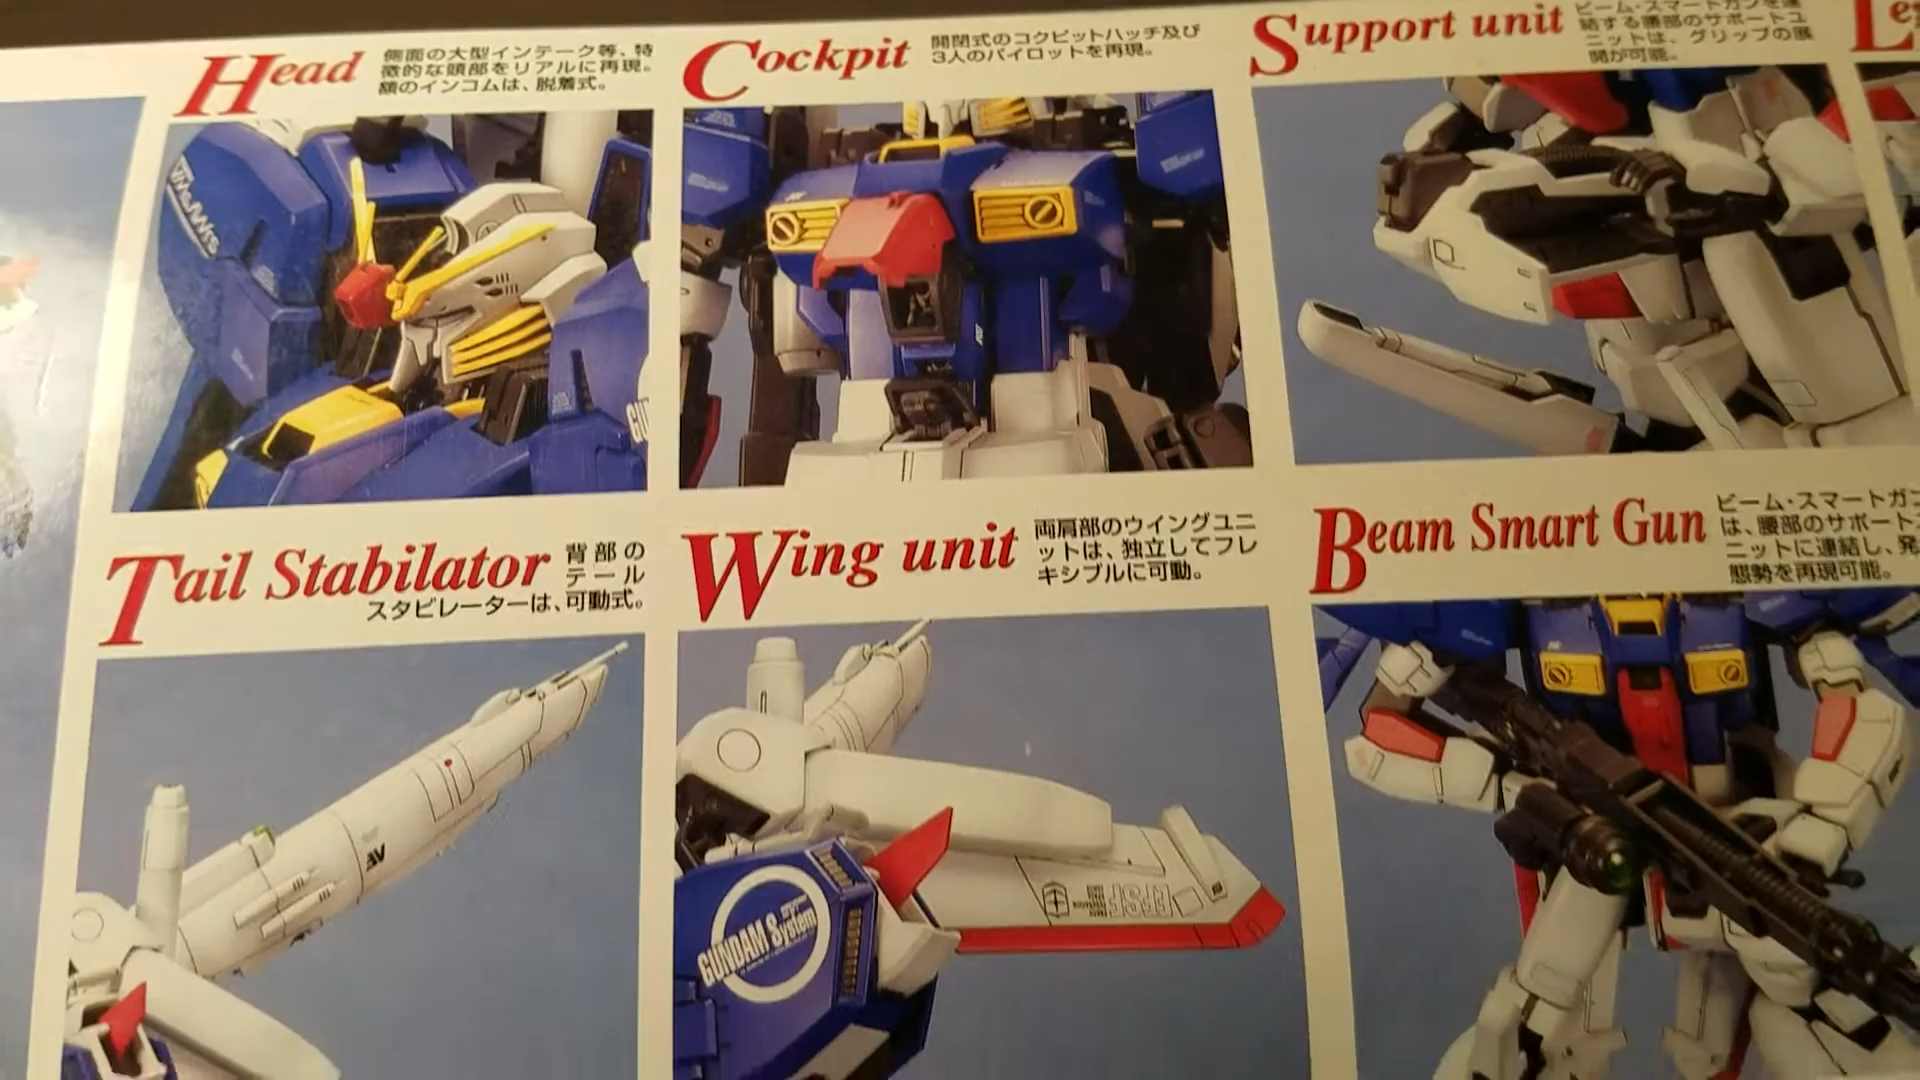 Head
側面の大型インテーク等、特
徴的な頭部をリアルに再現。
額のインコムは、脱着式。
Cockpit
開閉式のコクピットハッチ及び
3人のパイロットを再現。
Support unit
ビーム・スマートガンを連
結する腰部のサポートユ
ニットは、グリップの展
開が可能。
Tail Stabilator
背部の
テール
スタビレーターは、可動式。
Wing unit
両肩部のウイングユニ
ットは、独立してフレ
キシブルに可動。
Beam Smart Gun
ビーム・スマートガン
は、腰部のサポート
ニットに連結し、発
態勢を再現可能。
GUNDAM System
EFSF